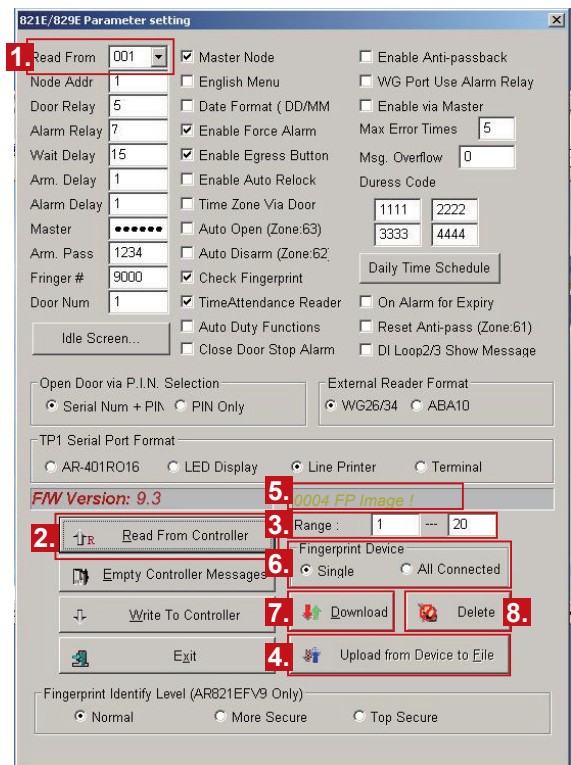 821E/829E Parameter setting
1.
Read From 001
Node Addr 1
Door Relay 5
Alarm Relay 7
Wait Delay 15
Arm. Delay 1
Alarm Delay 1
Master ●●●●●●
Arm. Pass 1234
Fringer # 9000
Door Num 1
Idle Screen...
Master Node
English Menu
Date Format ( DD/MM
Enable Force Alarm
Enable Egress Button
Enable Auto Relock
Time Zone Via Door
Auto Open (Zone:63)
Auto Disarm (Zone:62)
Check Fingerprint
TimeAttendance Reader
Auto Duty Functions
Close Door Stop Alarm
Enable Anti-passback
WG Port Use Alarm Relay
Enable via Master
Max Error Times 5
Msg. Overflow 0
Duress Code
1111 2222
3333 4444
Daily Time Schedule
On Alarm for Expiry
Reset Anti-pass (Zone:61)
DI Loop2/3 Show Message
Open Door via P.I.N. Selection
Serial Num + PIN PIN Only
External Reader Format
WG26/34 ABA10
TP1 Serial Port Format
AR-401RO16 LED Display Line Printer Terminal
F/W Version: 9.3
5. 0004 FP Image !
2. R Read From Controller
3. Range : 1 --- 20
Empty Controller Messages
6. Fingerprint Device
Single All Connected
Write To Controller
7. Download
Delete 8.
Exit
4. Upload from Device to File
Fingerprint Identify Level (AR821EFV9 Only)
Normal More Secure Top Secure